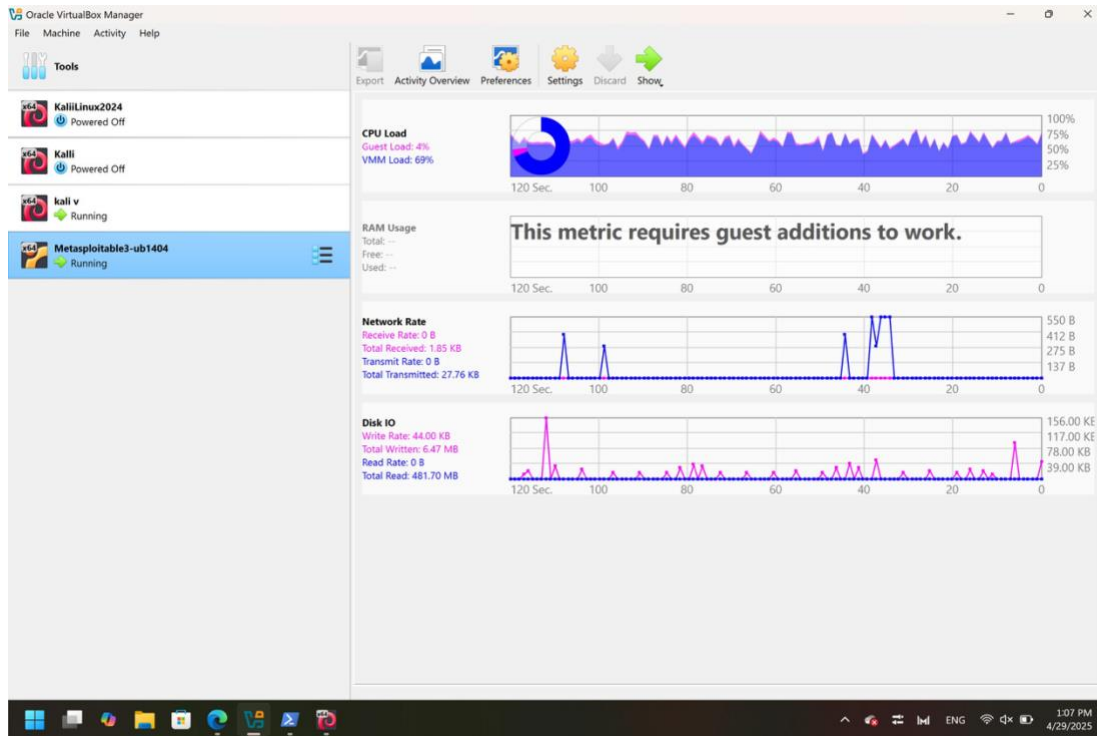 Oracle VirtualBox Manager
File Machine Activity Help
Tools
Export Activity Overview Preferences Settings Discard Show
KaliiLinux2024
Powered Off
Kalli
Powered Off
kali v
Running
Metasploitable3-ub1404
Running
CPU Load
Guest Load: 4%
VMM Load: 69%
100%
75%
50%
25%
120 Sec. 100 80 60 40 20 0
RAM Usage
Total: --
Free: --
Used: --
This metric requires guest additions to work.
120 Sec. 100 80 60 40 20 0
Network Rate
Receive Rate: 0 B
Total Received: 1.85 KB
Transmit Rate: 0 B
Total Transmitted: 27.76 KB
550 B
412 B
275 B
137 B
120 Sec. 100 80 60 40 20 0
Disk IO
Write Rate: 44.00 KB
Total Written: 6.47 MB
Read Rate: 0 B
Total Read: 481.70 MB
156.00 KB
117.00 KB
78.00 KB
39.00 KB
120 Sec. 100 80 60 40 20 0
ENG
1:07 PM
4/29/2025